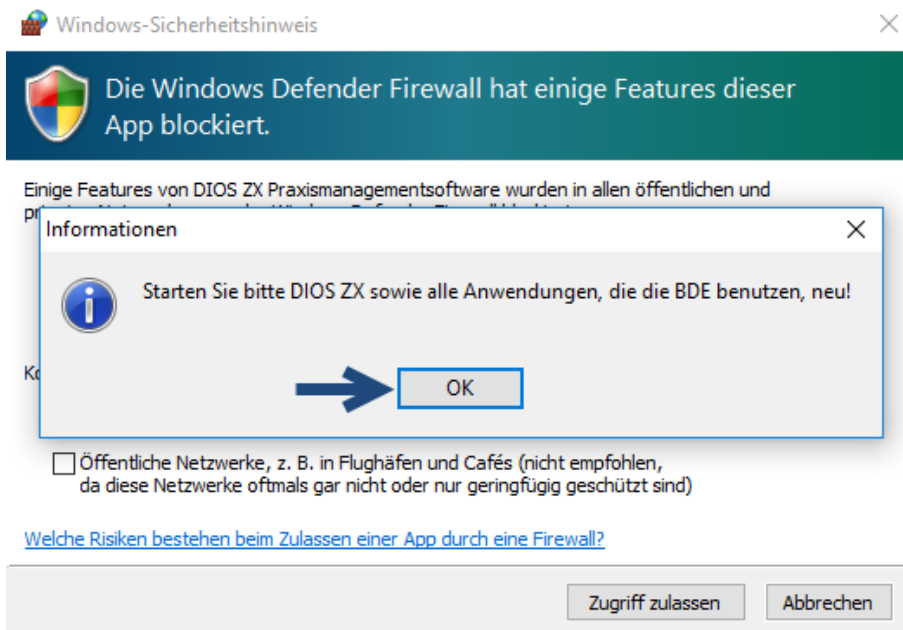 Windows-Sicherheitshinweis
Die Windows Defender Firewall hat einige Features dieser
App blockiert.
Einige Features von DIOS ZX Praxismanagementsoftware wurden in allen öffentlichen und
Informationen
Starten Sie bitte DIOS ZX sowie alle Anwendungen, die die BDE benutzen, neu!
OK
Öffentliche Netzwerke, z. B. in Flughäfen und Cafés (nicht empfohlen,
da diese Netzwerke oftmals gar nicht oder nur geringfügig geschützt sind)
Welche Risiken bestehen beim Zulassen einer App durch eine Firewall?
Zugriff zulassen
Abbrechen